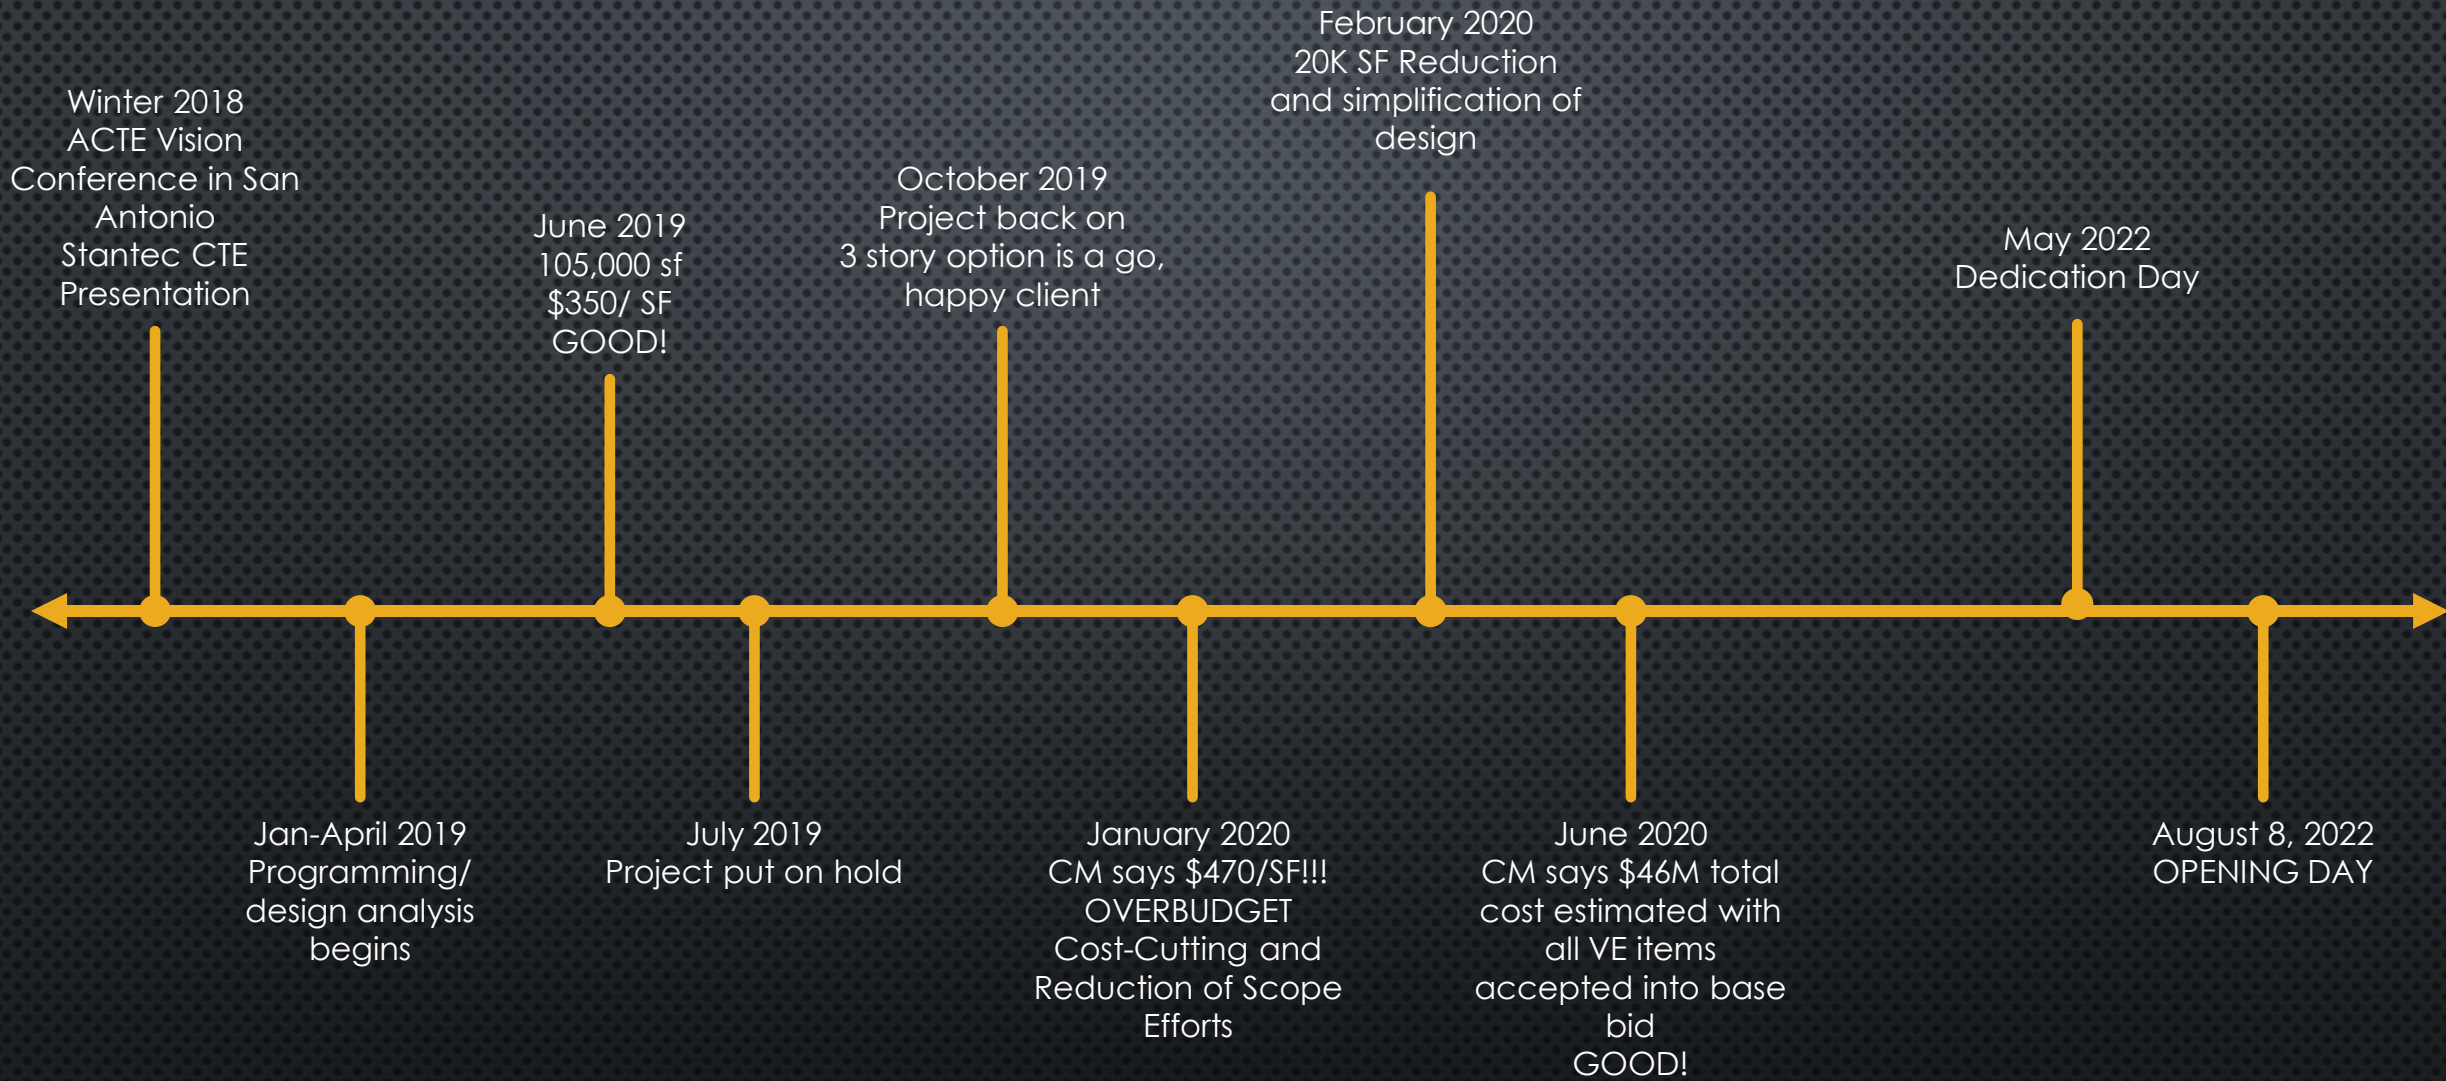 Winter 2018
ACTE Vision
Conference in San
Antonio
Stantec CTE
Presentation
Jan-April 2019
Programming/
design analysis
begins
June 2019
105,000 sf
$350/ SF
GOOD!
July 2019
Project put on hold
October 2019
Project back on
3 story option is a go,
happy client
January 2020
CM says $470/SF!!!
OVERBUDGET
Cost-Cutting and
Reduction of Scope
Efforts
February 2020
20K SF Reduction
and simplification of
design
June 2020
CM says $46M total
cost estimated with
all VE items
accepted into base
bid
GOOD!
May 2022
Dedication Day
August 8, 2022
OPENING DAY